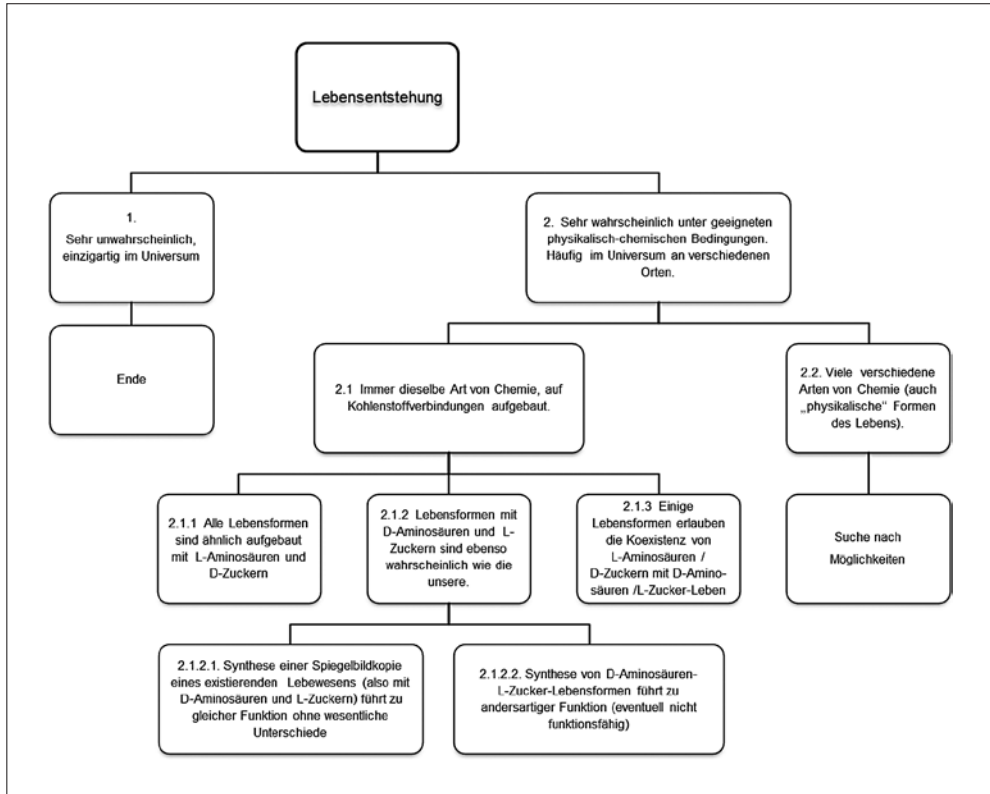 Lebensentstehung
1.
Sehr unwahrscheinlich,
einzigartig im Universum
2. Sehr wahrscheinlich unter geeigneten
physikalisch-chemischen Bedingungen.
Häufig im Universum an verschiedenen
Orten.
Ende
2.1 Immer dieselbe Art von Chemie, auf
Kohlenstoffverbindungen aufgebaut.
2.2. Viele verschiedene
Arten von Chemie (auch
„physikalische“ Formen
des Lebens).
2.1.1 Alle Lebensformen
sind ähnlich aufgebaut
mit L-Aminosäuren und
D-Zuckern
2.1.2 Lebensformen mit
D-Aminosäuren und L-
Zuckern sind ebenso
wahrscheinlich wie die
unsere.
2.1.3 Einige
Lebensformen erlauben
die Koexistenz von
L-Aminosäuren /
D-Zuckern mit D-Amino-
säuren /L-Zucker-Leben
Suche nach
Möglichkeiten
2.1.2.1. Synthese einer Spiegelbildkopie
eines existierenden Lebewesens (also mit
D-Aminosäuren und L-Zuckern) führt zu
gleicher Funktion ohne wesentliche
Unterschiede
2.1.2.2. Synthese von D-Aminosäuren-
L-Zucker-Lebensformen führt zu
andersartiger Funktion (eventuell nicht
funktionsfähig)